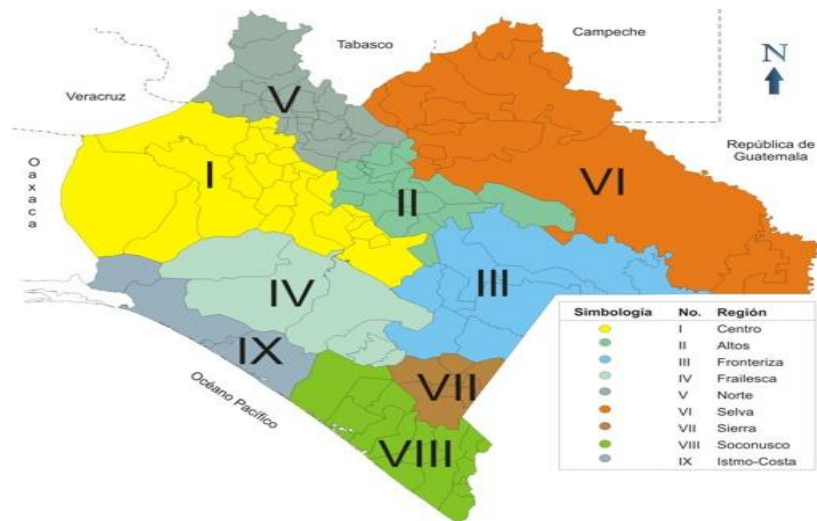 Campeche
Tabasco
N
Veracruz
V
República de
Guatemala
Oaxaca
I
II
VI
III
IV
IX
Océano Pacífico
VII
VIII
Simbología No. Región
I Centro
II Altos
III Fronteriza
IV Frailesca
V Norte
VI Selva
VII Sierra
VIII Soconusco
IX Istmo-Costa